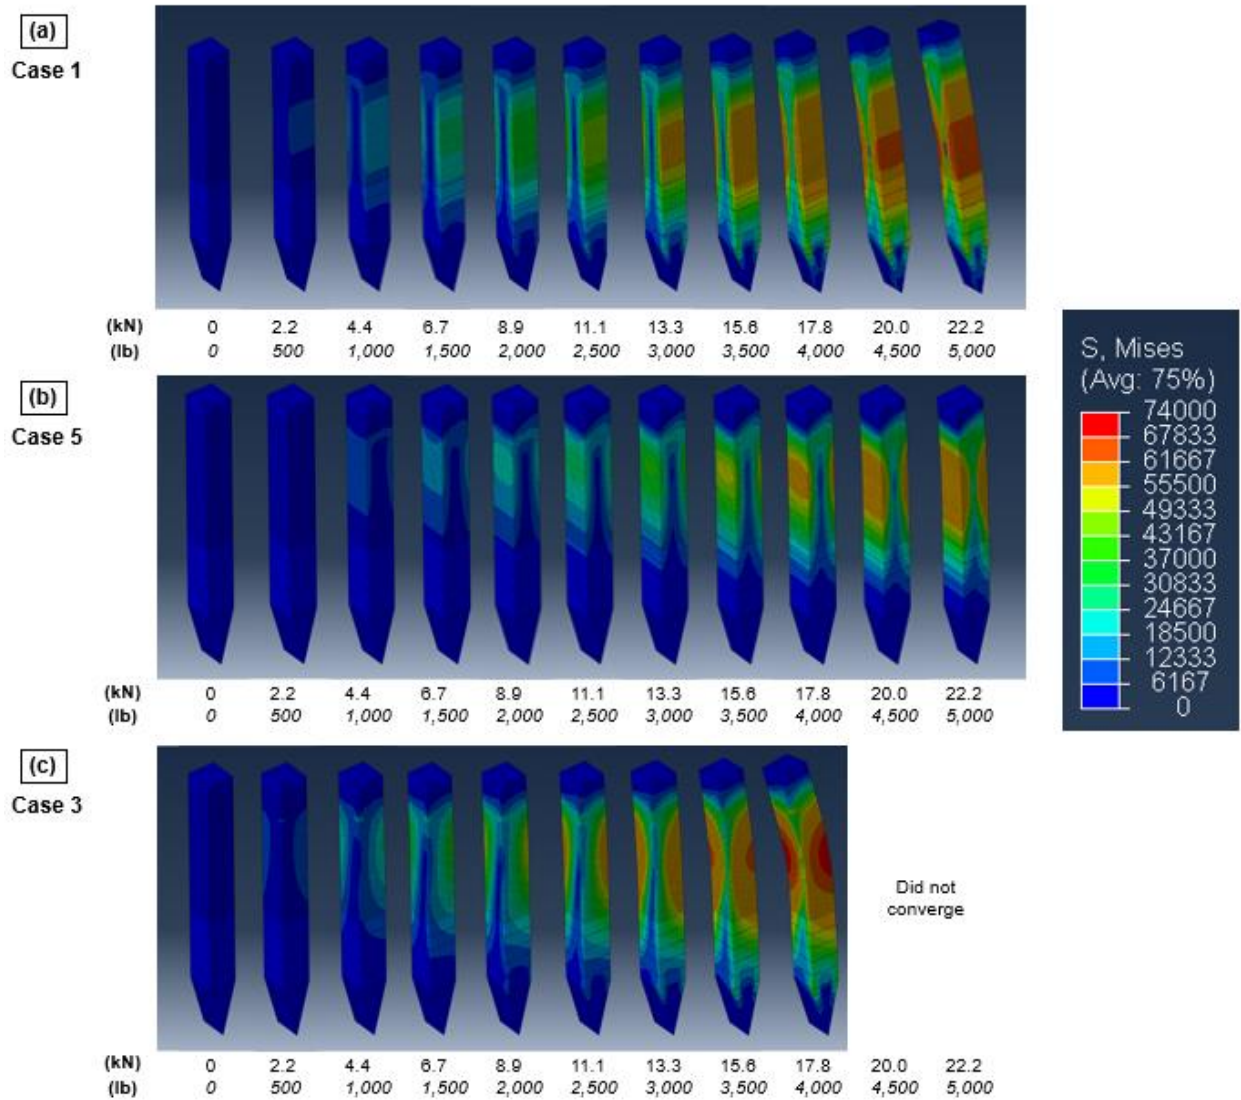 (a)
Case 1
(kN) 0 2.2 4.4 6.7 8.9 11.1 13.3 15.6 17.8 20.0 22.2
(lb) 0 500 1,000 1,500 2,000 2,500 3,000 3,500 4,000 4,500 5,000
(b)
Case 5
(kN) 0 2.2 4.4 6.7 8.9 11.1 13.3 15.6 17.8 20.0 22.2
(lb) 0 500 1,000 1,500 2,000 2,500 3,000 3,500 4,000 4,500 5,000
(c)
Case 3
Did not
converge
(kN) 0 2.2 4.4 6.7 8.9 11.1 13.3 15.6 17.8 20.0 22.2
(lb) 0 500 1,000 1,500 2,000 2,500 3,000 3,500 4,000 4,500 5,000
S, Mises
(Avg: 75%)
74000
67833
61667
55500
49333
43167
37000
30833
24667
18500
12333
6167
0